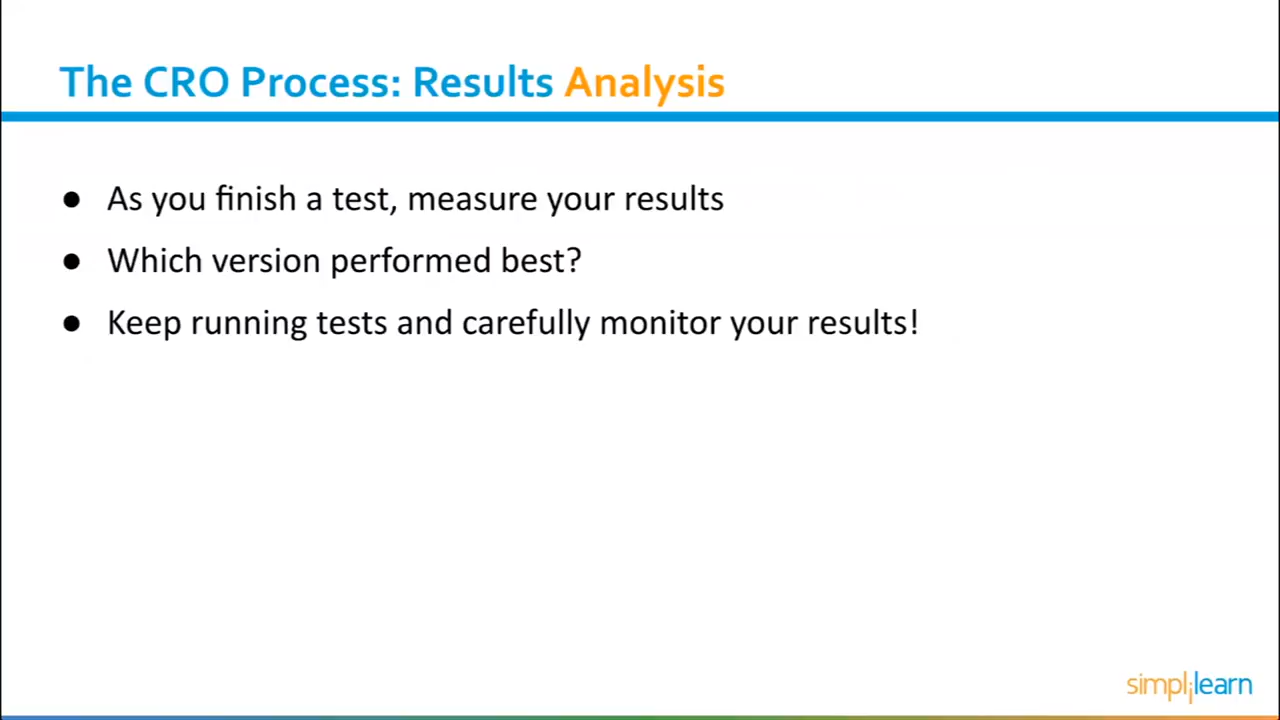 The CRO Process: Results Analysis
● As you finish a test, measure your results
● Which version performed best?
● Keep running tests and carefully monitor your results!
simplilearn